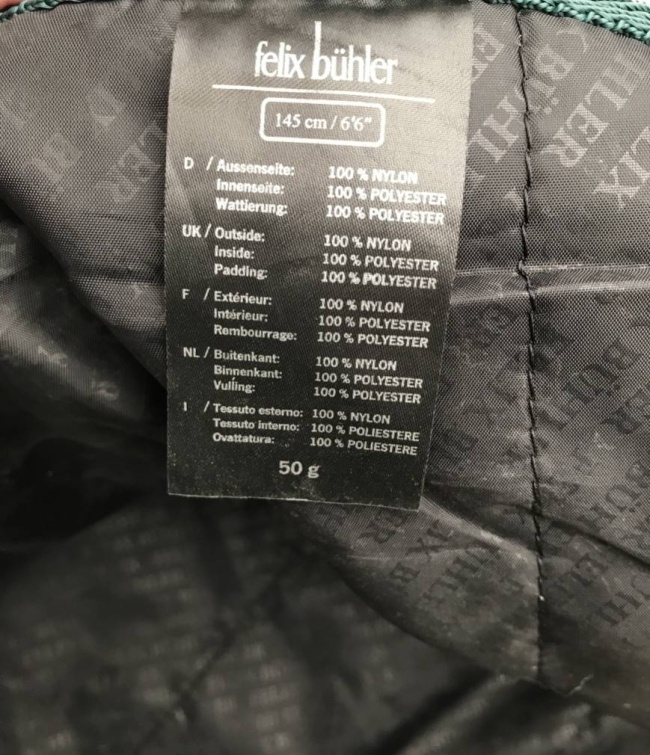 felix bühler
145 cm / 6'6"
D / Aussenseite: 100 % NYLON
Innenseite: 100 % POLYESTER
Wattierung: 100 % POLYESTER
UK / Outside: 100 % NYLON
Inside: 100 % POLYESTER
Padding: 100 % POLYESTER
F / Extérieur: 100 % NYLON
Intérieur: 100 % POLYESTER
Rembourrage: 100 % POLYESTER
NL / Buitenkant: 100 % NYLON
Binnenkant: 100 % POLYESTER
Vulling: 100 % POLYESTER
I / Tessuto esterno: 100 % NYLON
Tessuto interno: 100 % POLIESTERE
Ovattatura: 100 % POLIESTERE
50 g